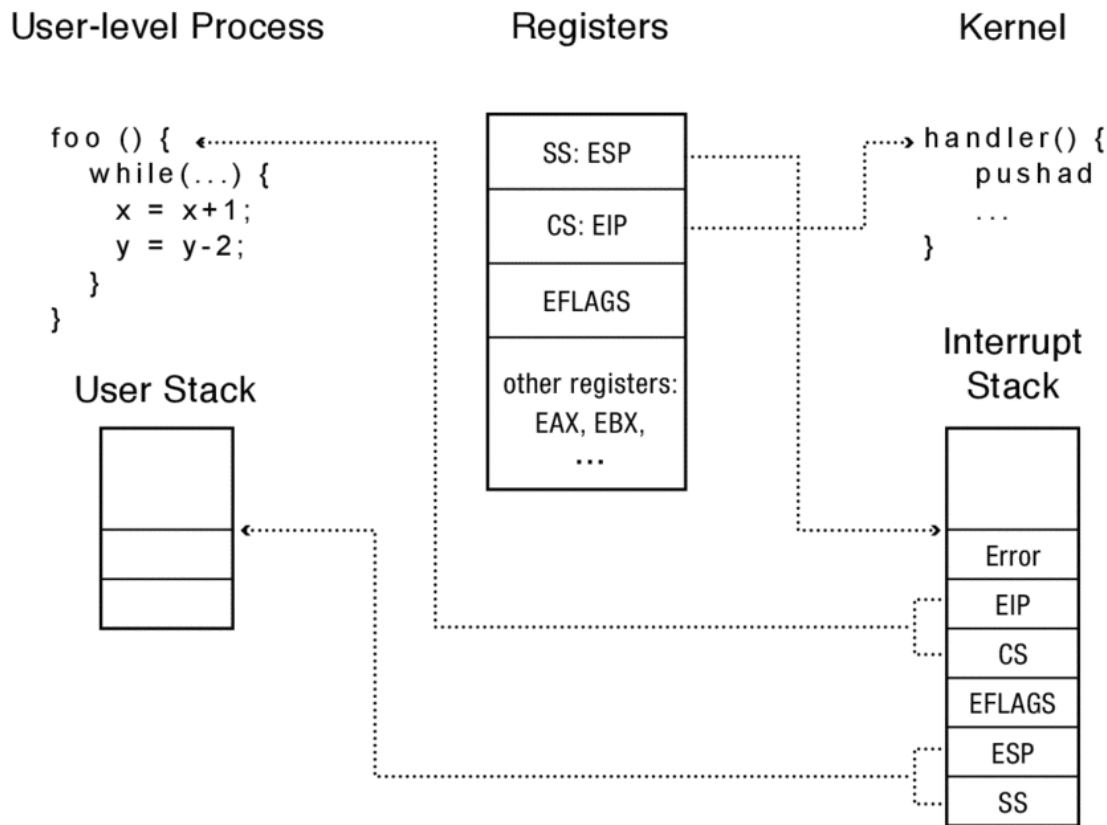 User-level Process
Registers
Kernel
foo () {
while(...) {
x = x+1;
y = y-2;
}
}
SS: ESP
CS: EIP
EFLAGS
other registers:
EAX, EBX,
...
handler() {
pushad
...
}
User Stack
Interrupt
Stack
Error
EIP
CS
EFLAGS
ESP
SS